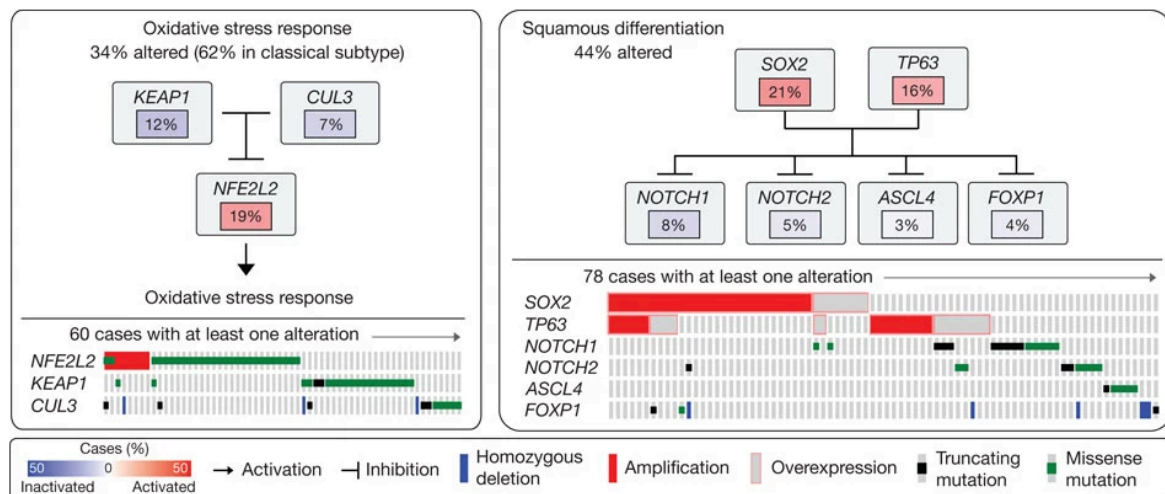 Oxidative stress response
34% altered (62% in classical subtype)
KEAP1
12%
CUL3
7%
NFE2L2
19%
Oxidative stress response
60 cases with at least one alteration
NFE2L2
KEAP1
CUL3
Squamous differentiation
44% altered
SOX2
21%
TP63
16%
NOTCH1
8%
NOTCH2
5%
ASCL4
3%
FOXP1
4%
78 cases with at least one alteration
SOX2
TP63
NOTCH1
NOTCH2
ASCL4
FOXP1
Cases (%)
50 0 50
Inactivated Activated
Activation
Inhibition
Homozygous
deletion
Amplification
Overexpression
Truncating
mutation
Missense
mutation